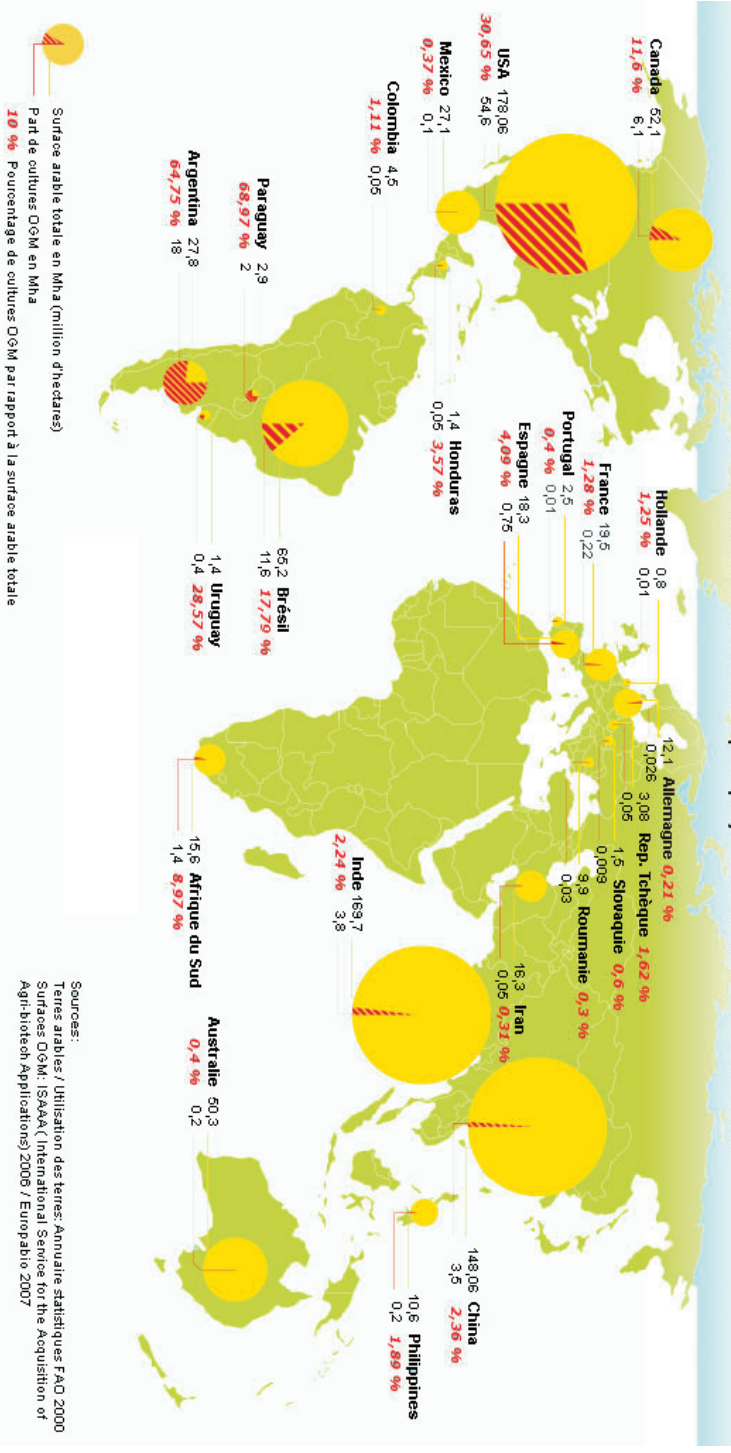 Canada 52,1
11,6 % 6,1
USA 178,06
30,65 % 54,6
Mexico 27,1
0,37 % 0,1
Colombia 4,5
1,11 % 0,05
Paraguay 2,9
68,97 % 2
Argentina 27,8
64,75 % 18
1,4 Honduras
0,05 3,57 %
65,2 Brésil
11,6 17,79 %
1,4 Uruguay
0,4 28,57 %
Hollande 0,8
1,25 % 0,01
France 19,5
1,28 % 0,22
Portugal 2,5
0,4 % 0,01
Espagne 18,3
4,09 % 0,75
12,1 Allemagne 0,21 %
0,026
3,08 Rep. Tchèque 1,62 %
0,05
1,5 Slovaquie 0,6 %
0,009
9,9 Roumanie 0,3 %
0,03
16,3 Iran
0,05 0,31 %
Inde 169,7
2,24 % 3,8
15,6 Afrique du Sud
1,4 8,97 %
148,06 China
3,5 2,36 %
10,6 Philippines
0,2 1,89 %
Australie 50,3
0,4 % 0,2
Surface arable totale en Mha (million d'hectares)
Part de cultures OGM en Mha
10 % Pourcentage de cultures OGM par rapport à la surface arable totale
Sources:
Terres arables / Utilisation des terres: Annuaire statistiques FAO 2000
Surfaces OGM: ISAAA ( International Service for the Acquisition of
Agri-biotech Applications) 2006 / Europabio 2007